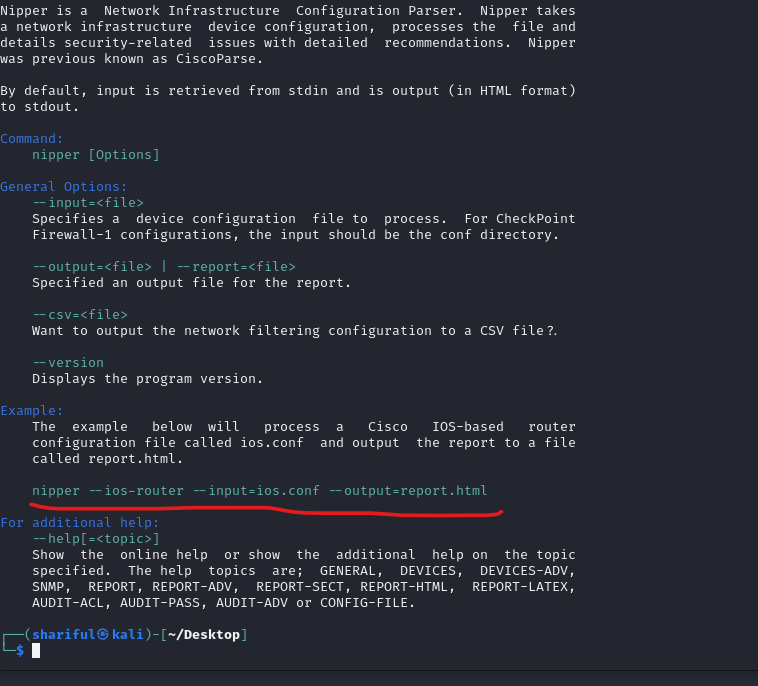 Nipper is a  Network Infrastructure  Configuration Parser.  Nipper takes
a network infrastructure  device configuration,  processes the  file and
details security-related  issues with detailed  recommendations.  Nipper
was previous known as CiscoParse.
By default, input is retrieved from stdin and is output (in HTML format)
to stdout.
Command:
nipper [Options]
General Options:
--input=<file>
Specifies a  device configuration  file to  process.  For CheckPoint
Firewall-1 configurations, the input should be the conf directory.
--output=<file> | --report=<file>
Specified an output file for the report.
--csv=<file>
Want to output the network filtering configuration to a CSV file?.
--version
Displays the program version.
Example:
The  example   below will   process  a   Cisco   IOS-based   router
configuration file called ios.conf  and output  the report to a file
called report.html.
nipper --ios-router --input=ios.conf --output=report.html
For additional help:
--help[=<topic>]
Show  the  online help  or show  the  additional  help on  the topic
specified.  The help  topics  are;  GENERAL,  DEVICES,  DEVICES-ADV,
SNMP,  REPORT, REPORT-ADV,  REPORT-SECT, REPORT-HTML,  REPORT-LATEX,
AUDIT-ACL, AUDIT-PASS, AUDIT-ADV or CONFIG-FILE.
┌──(shariful㉿kali)-[~/Desktop]
└─$